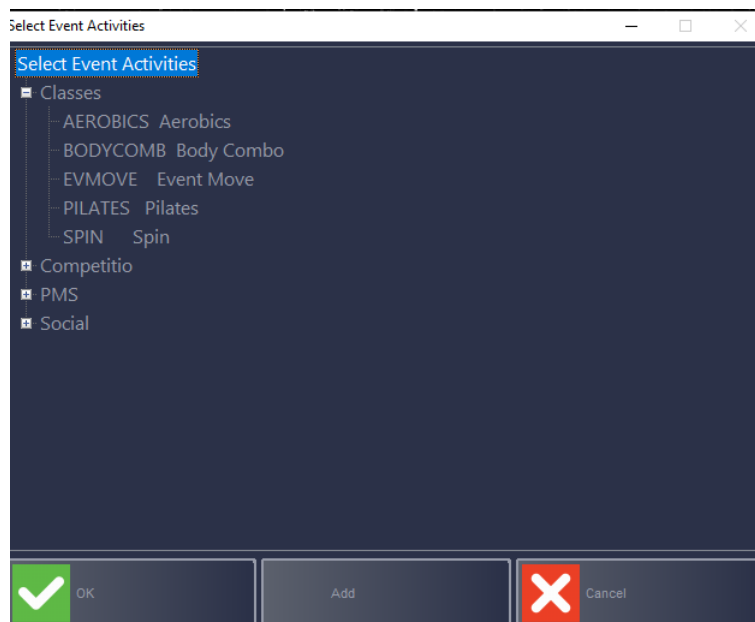 Select Event Activities
Select Event Activities
Classes
AEROBICS Aerobics
BODYCOMB Body Combo
EVMOVE Event Move
PILATES Pilates
SPIN Spin
Competitio
PMS
Social
OK
Add
Cancel